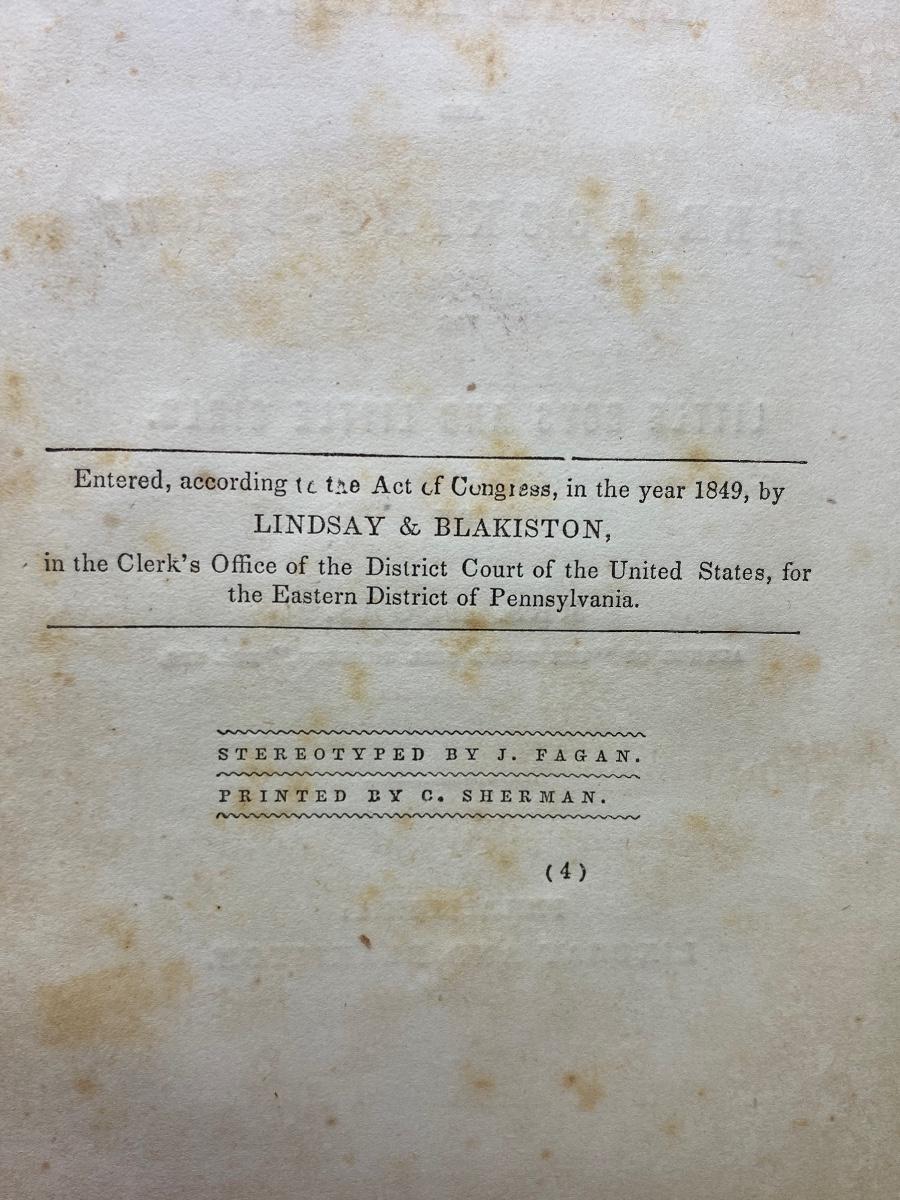 Entered, according to the Act of Congress, in the year 1849, by
LINDSAY & BLAKISTON,
in the Clerk's Office of the District Court of the United States, for
the Eastern District of Pennsylvania.
STEREOTYPED BY J. FAGAN.
PRINTED BY C. SHERMAN.
(4)